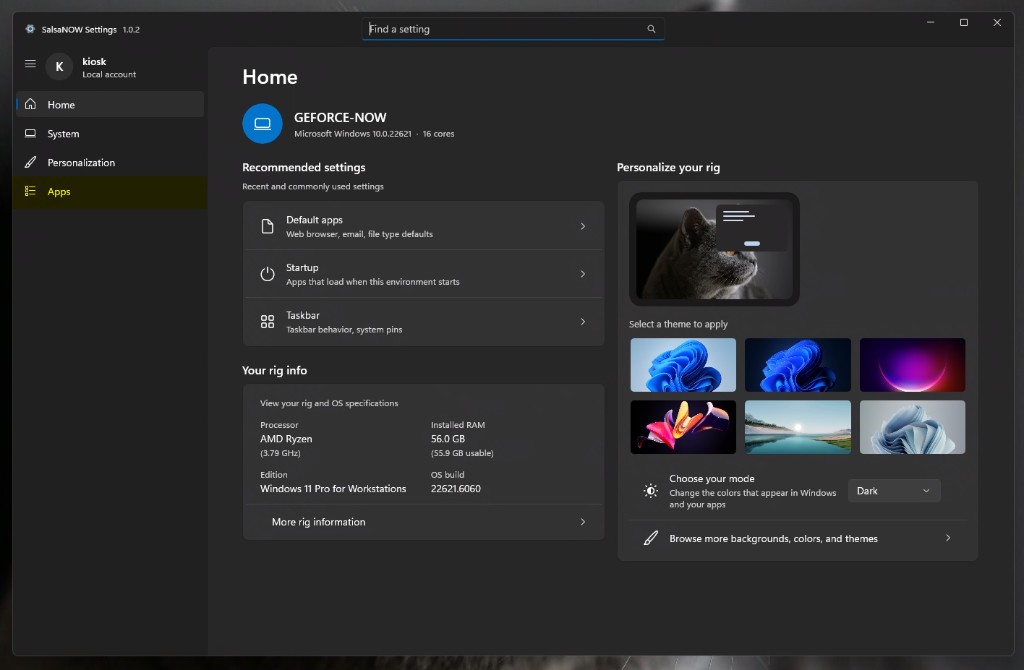 SalsaNOW Settings 1.0.2
Find a setting
kiosk
Local account
K
Home
System
Personalization
Apps
Home
GEFORCE-NOW
Microsoft Windows 10.0.22621 · 16 cores
Recommended settings
Recent and commonly used settings
Default apps
Web browser, email, file type defaults
Startup
Apps that load when this environment starts
Taskbar
Taskbar behavior, system pins
Your rig info
View your rig and OS specifications
Processor
AMD Ryzen
(3.79 GHz)
Installed RAM
56.0 GB
(55.9 GB usable)
Edition
Windows 11 Pro for Workstations
OS build
22621.6060
More rig information
Personalize your rig
Select a theme to apply
Choose your mode
Change the colors that appear in Windows
and your apps
Dark
Browse more backgrounds, colors, and themes